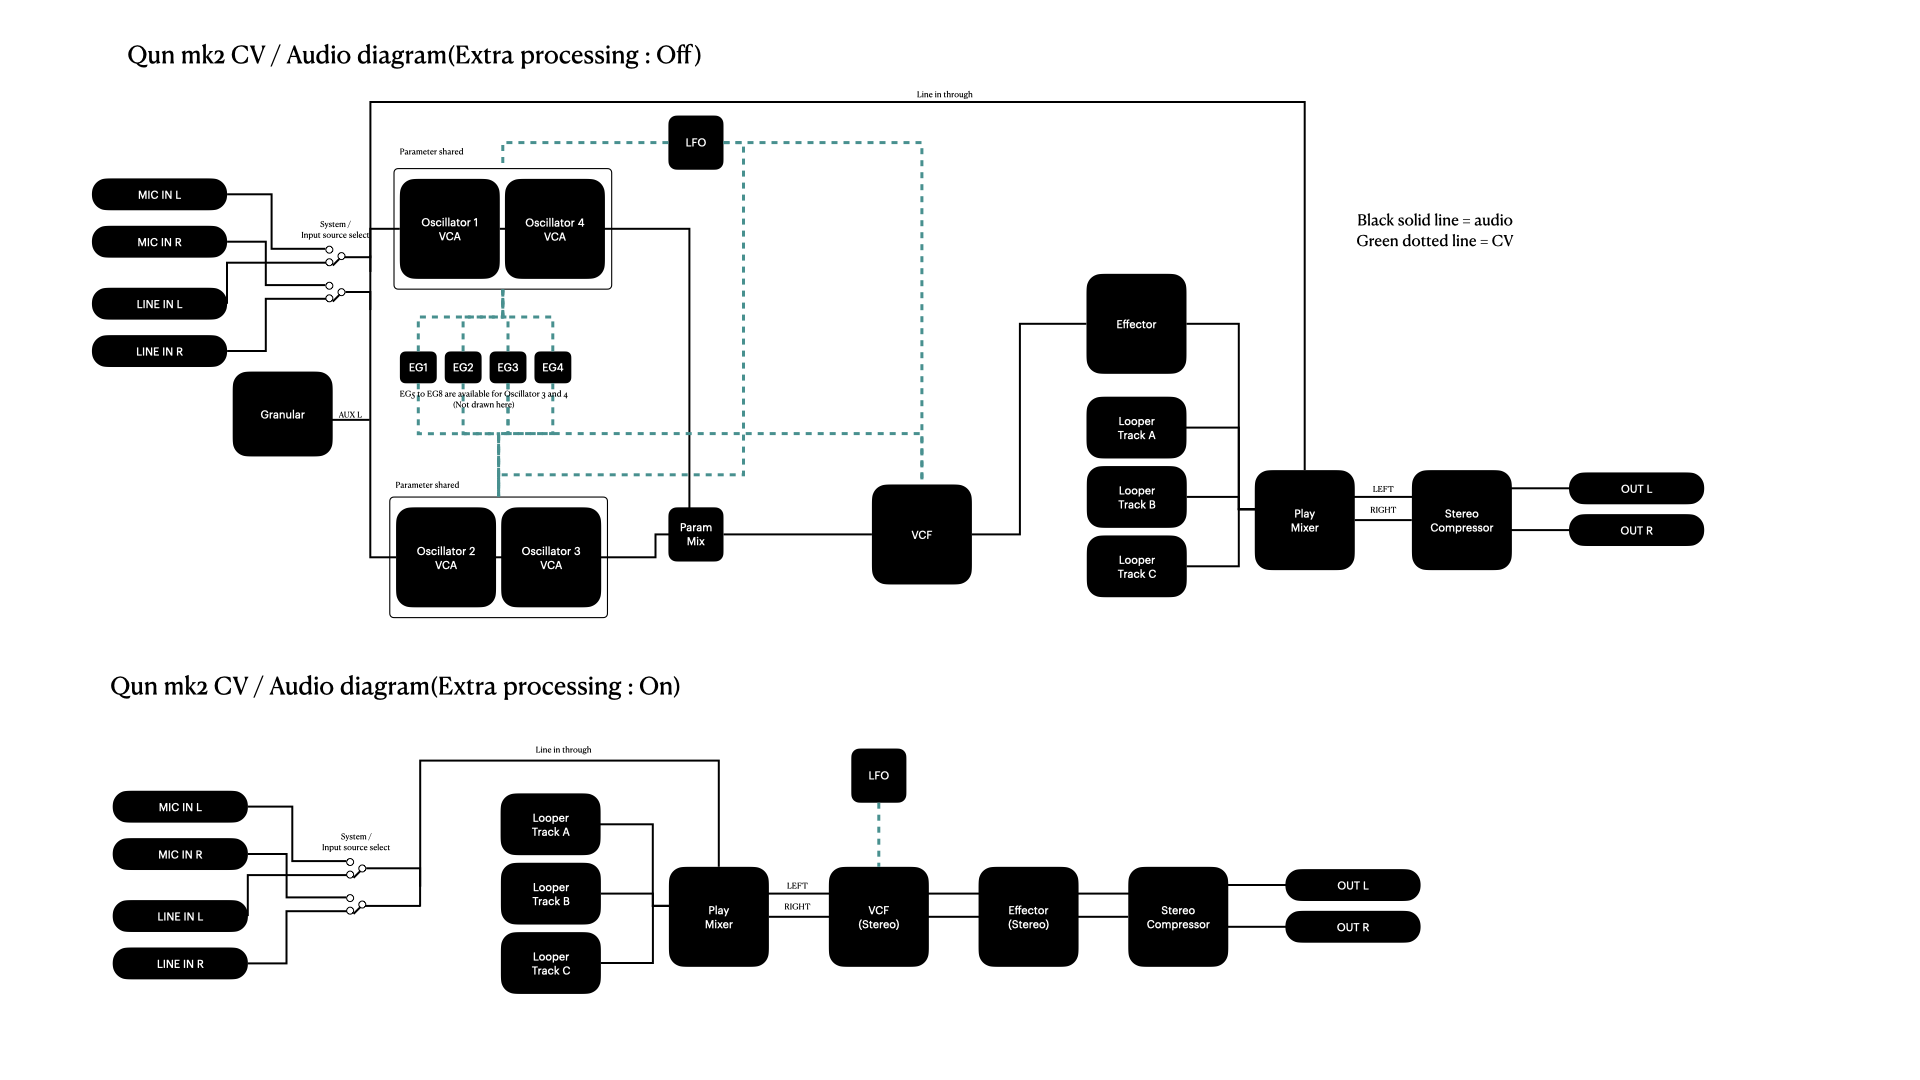 Qun mk2 CV / Audio diagram(Extra processing : Off)
Line in through
LFO
Parameter shared
MIC IN L
MIC IN R
LINE IN L
LINE IN R
System /
Input source select
Oscillator 1
VCA
Oscillator 4
VCA
Black solid line = audio
Green dotted line = CV
Effector
EG1
EG2
EG3
EG4
EG5 to EG8 are available for Oscillator 3 and 4
(Not drawn here)
Granular
AUX L
Looper
Track A
Looper
Track B
Looper
Track C
Parameter shared
Oscillator 2
VCA
Oscillator 3
VCA
Param
Mix
VCF
Play
Mixer
LEFT
RIGHT
Stereo
Compressor
OUT L
OUT R
Qun mk2 CV / Audio diagram(Extra processing : On)
Line in through
LFO
MIC IN L
MIC IN R
LINE IN L
LINE IN R
System /
Input source select
Looper
Track A
Looper
Track B
Looper
Track C
Play
Mixer
LEFT
RIGHT
VCF
(Stereo)
Effector
(Stereo)
Stereo
Compressor
OUT L
OUT R